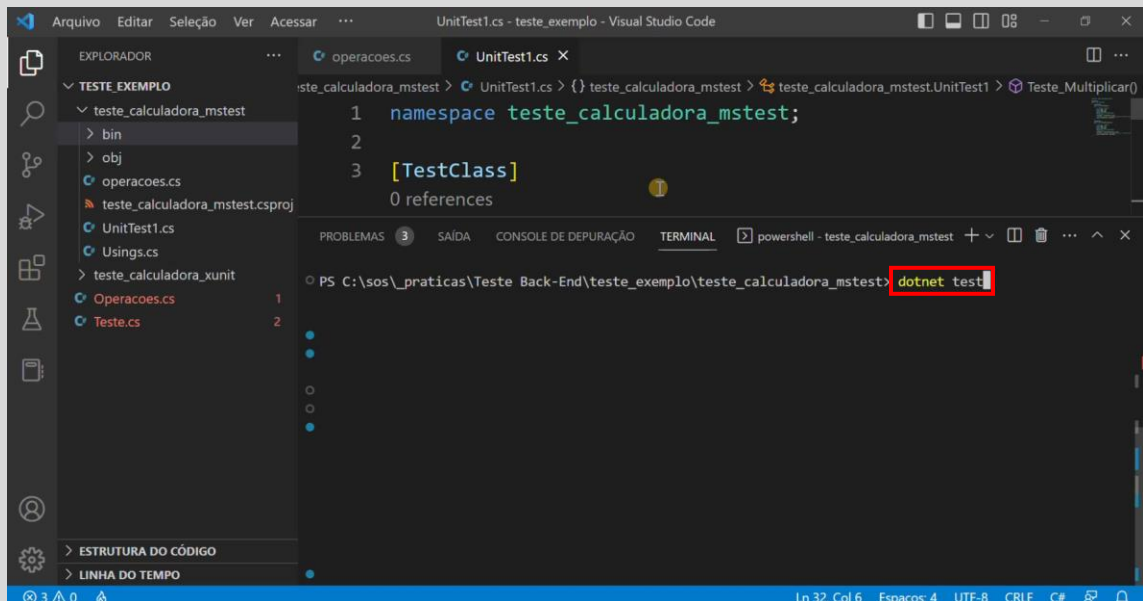 Arquivo Editar Seleção Ver Acessar ··· UnitTest1.cs - teste_exemplo - Visual Studio Code
EXPLORADOR ···
TESTE_EXEMPLO
teste_calculadora_mstest
bin
obj
operacoes.cs
teste_calculadora_mstest.csproj
UnitTest1.cs
Usings.cs
teste_calculadora_xunit
Operacoes.cs 1
Teste.cs 2
ESTRUTURA DO CÓDIGO
LINHA DO TEMPO
operacoes.cs UnitTest1.cs
este_calculadora_mstest > UnitTest1.cs > {} teste_calculadora_mstest > teste_calculadora_mstest.UnitTest1 > Teste_Multiplicar()
1 namespace teste_calculadora_mstest;
2
3 [TestClass]
0 references
PROBLEMAS 3 SAÍDA CONSOLE DE DEPURAÇÃO TERMINAL powershell - teste_calculadora_mstest
PS C:\sos\_praticas\Teste Back-End\teste_exemplo\teste_calculadora_mstest> dotnet test
3 0 Ln 32, Col 6 Espaços: 4 UTF-8 CRLF C#